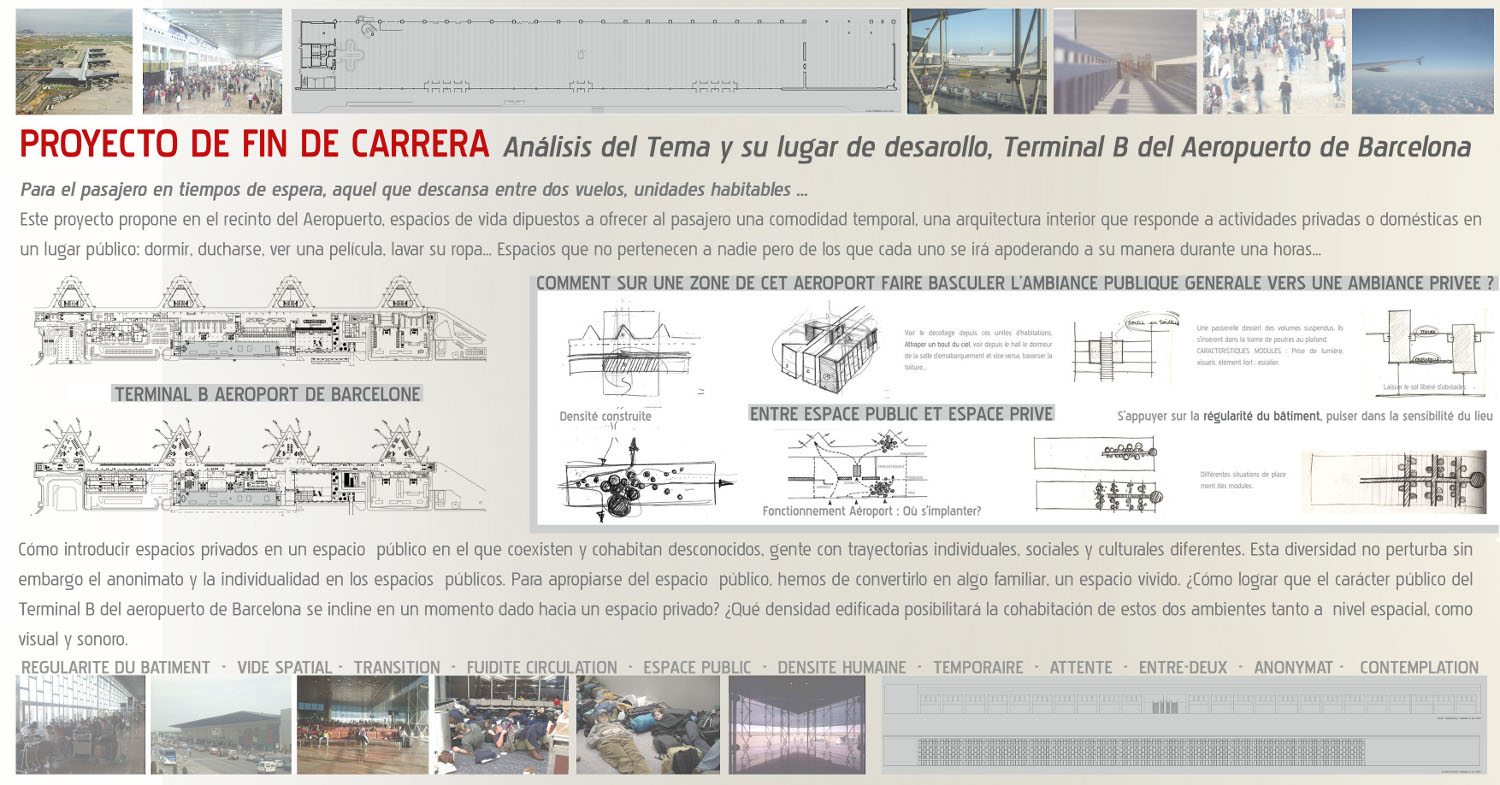 PROYECTO DE FIN DE CARRERA Análisis del Tema y su lugar de desarollo, Terminal B del Aeropuerto de Barcelona
Para el pasajero en tiempos de espera, aquel que descansa entre dos vuelos, unidades habitables ...
Este proyecto propone en el recinto del Aeropuerto, espacios de vida dipuestos a ofrecer al pasajero una comodidad temporal, una arquitectura interior que responde a actividades privadas o domésticas en
un lugar público: dormir, ducharse, ver una película, lavar su ropa... Espacios que no pertenecen a nadie pero de los que cada uno se irá apoderando a su manera durante una horas...
TERMINAL B AEROPORT DE BARCELONE
COMMENT SUR UNE ZONE DE CET AEROPORT FAIRE BASCULER L'AMBIANCE PUBLIQUE GENERALE VERS UNE AMBIANCE PRIVEE ?
Voir le décollage depuis ces unites d'habitations,
Attraper un bout du ciel, voir depuis le hall le dormeur
de la salle d'emabarquement et vice versa, traverser la
toiture...
Une passerelle dessert des volumes suspendus. Ils
s'inserent dans la trame de poutres au plafond.
CARACTERISTIQUES MODULES : Prise de lumière,
visuels, element fort : escalier.
Laisser le sol libere d'obstacles
Densité construite
ENTRE ESPACE PUBLIC ET ESPACE PRIVE
S'appuyer sur la régularité du bâtiment, puiser dans la sensibilité du lieu
Fonctionnement Aéroport : Où s'implanter?
Différentes situations de place
ment des modules.
Cómo introducir espacios privados en un espacio público en el que coexisten y cohabitan desconocidos, gente con trayectorias individuales, sociales y culturales diferentes. Esta diversidad no perturba sin
embargo el anonimato y la individualidad en los espacios públicos. Para apropiarse del espacio público, hemos de convertirlo en algo familiar, un espacio vivido. ¿Cómo lograr que el carácter público del
Terminal B del aeropuerto de Barcelona se incline en un momento dado hacia un espacio privado? ¿Qué densidad edificada posibilitará la cohabitación de estos dos ambientes tanto a nivel espacial, como
visual y sonoro.
REGULARITE DU BATIMENT - VIDE SPATIAL - TRANSITION - FUIDITE CIRCULATION - ESPACE PUBLIC - DENSITE HUMAINE - TEMPORAIRE - ATTENTE - ENTRE-DEUX - ANONYMAT - CONTEMPLATION